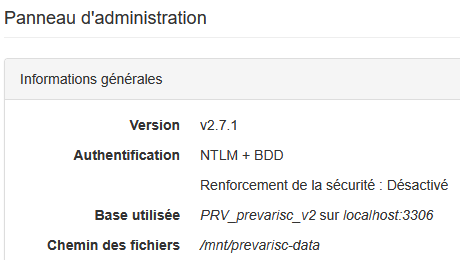 Panneau d'administration
Informations générales
Version v2.7.1
Authentification NTLM + BDD
Renforcement de la sécurité : Désactivé
Base utilisée PRV_prevarisc_v2 sur localhost:3306
Chemin des fichiers /mnt/prevarisc-data